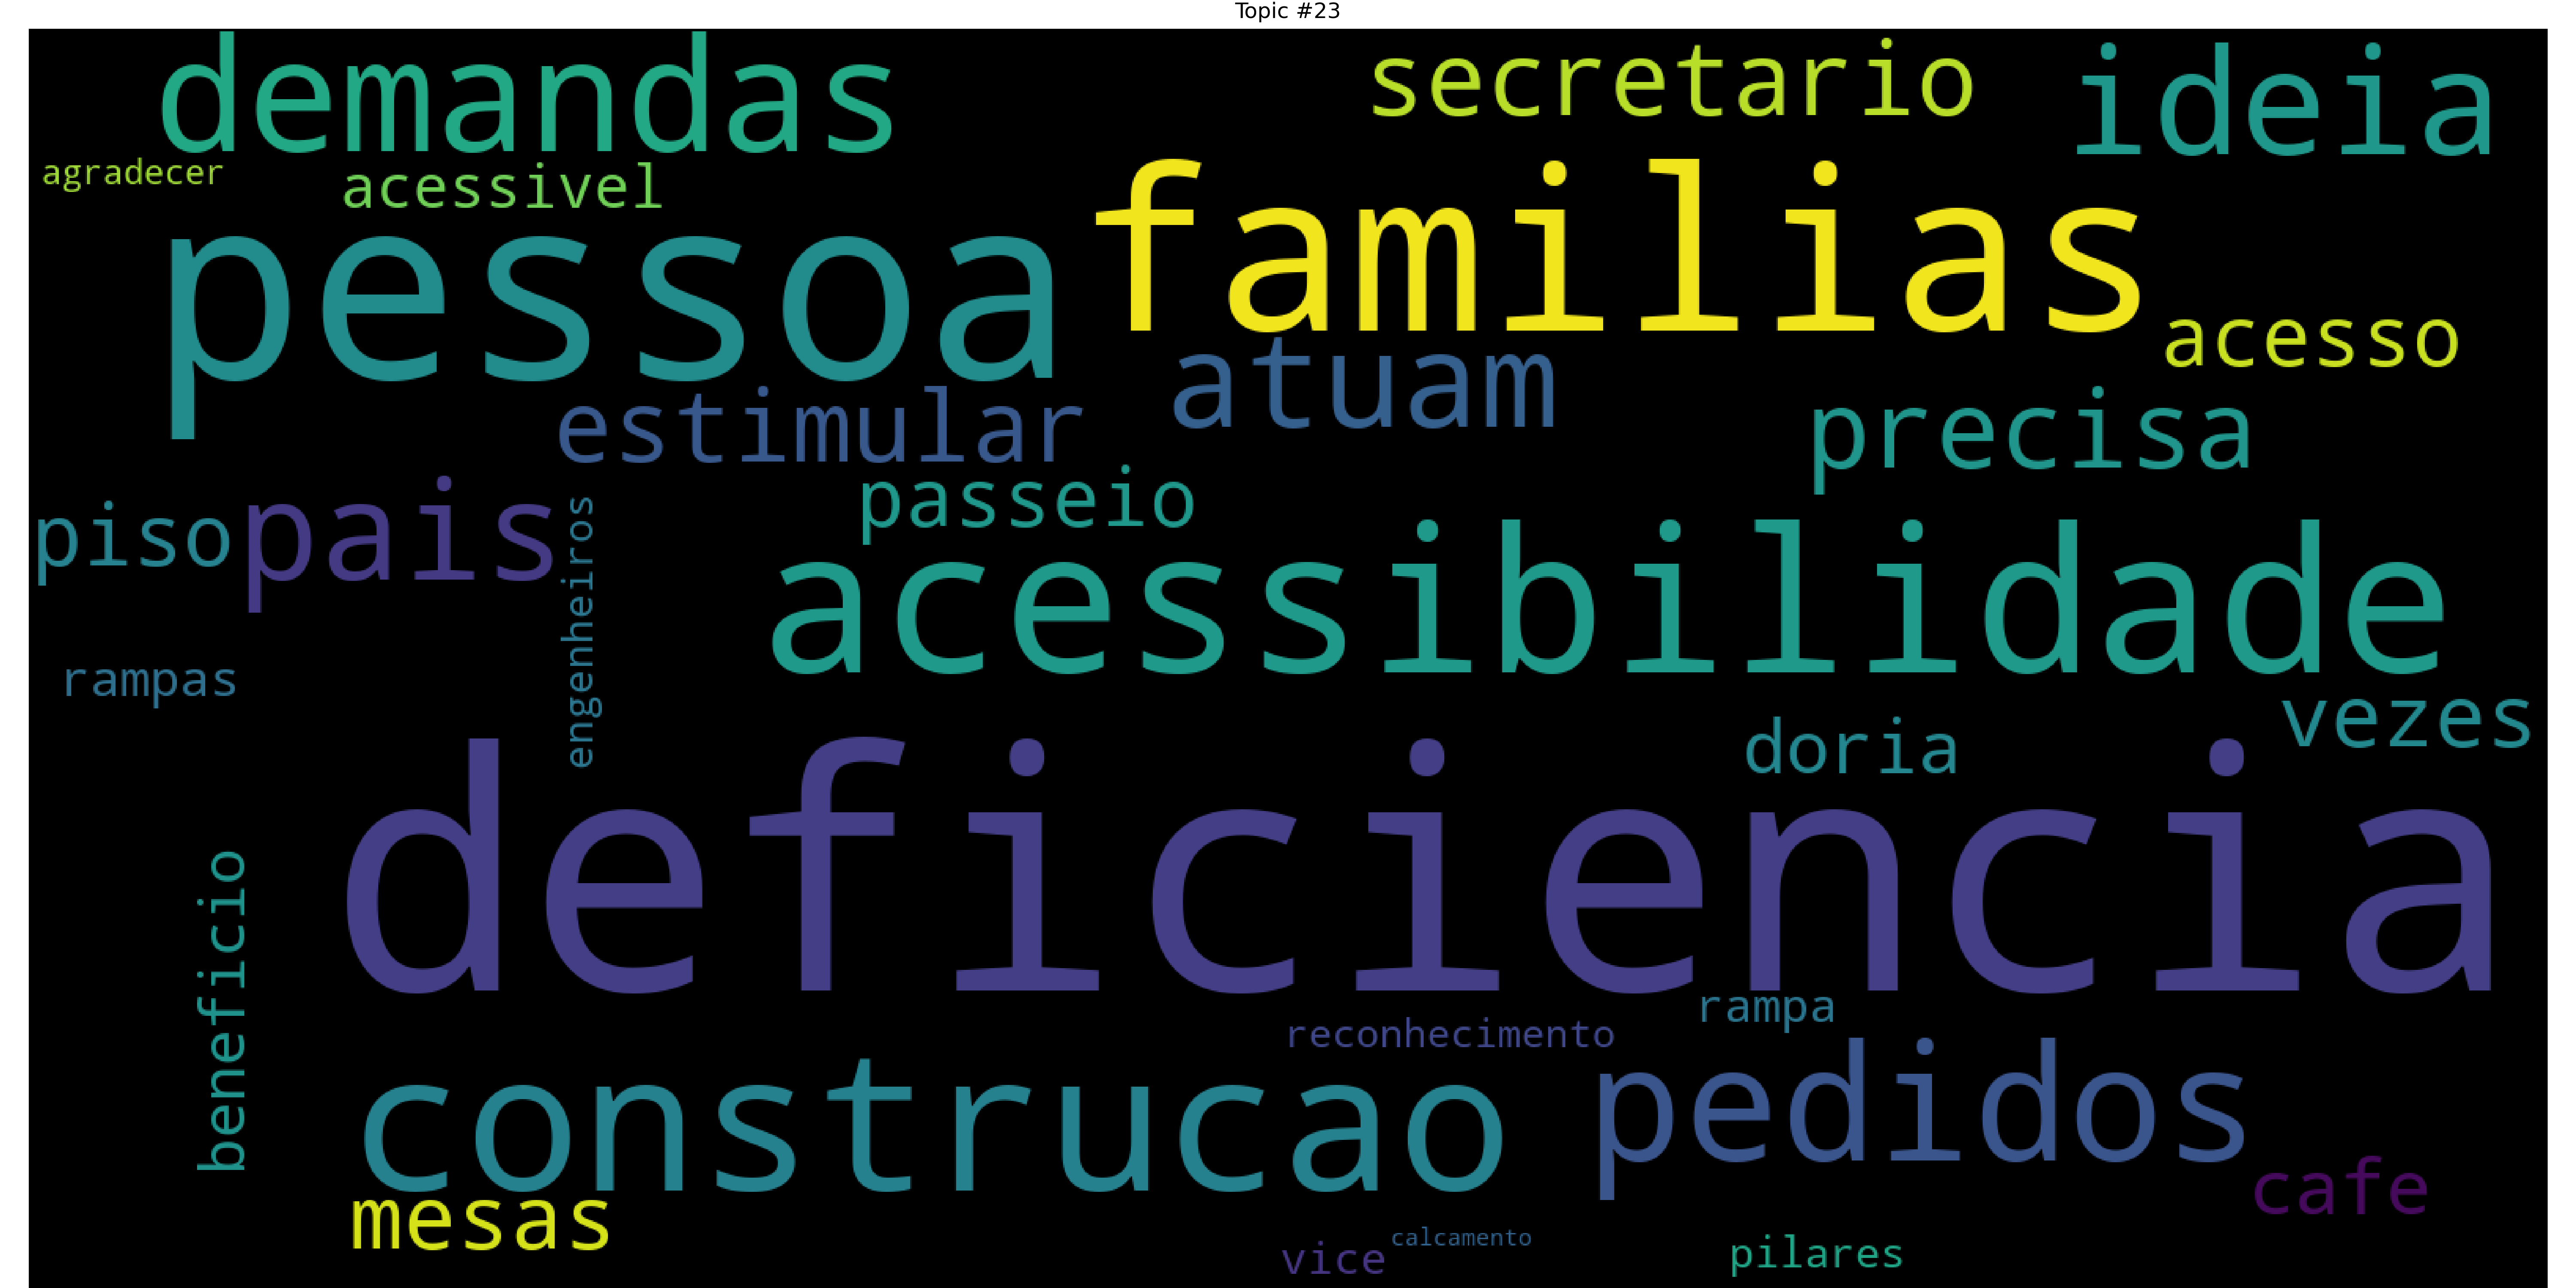 Topic #23
demandas
secretario
ideia
agradecer
acessivel
familias
pessoa
acesso
atuam
estimular
precisa
passeio
piso
pais
engenheiros
acessibilidade
rampas
vezes
doria
deficiencia
beneficio
rampa
reconhecimento
construcao
pedidos
cafe
mesas
calcamento
vice
pilares